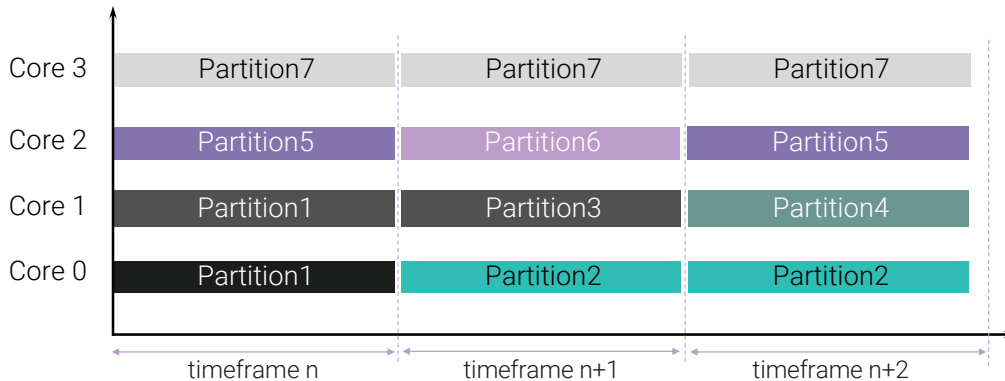 Core 3 Partition7 Partition7 Partition7
Core 2 Partition5 Partition6 Partition5
Core 1 Partition1 Partition3 Partition4
Core 0 Partition1 Partition2 Partition2
timeframe n timeframe n+1 timeframe n+2